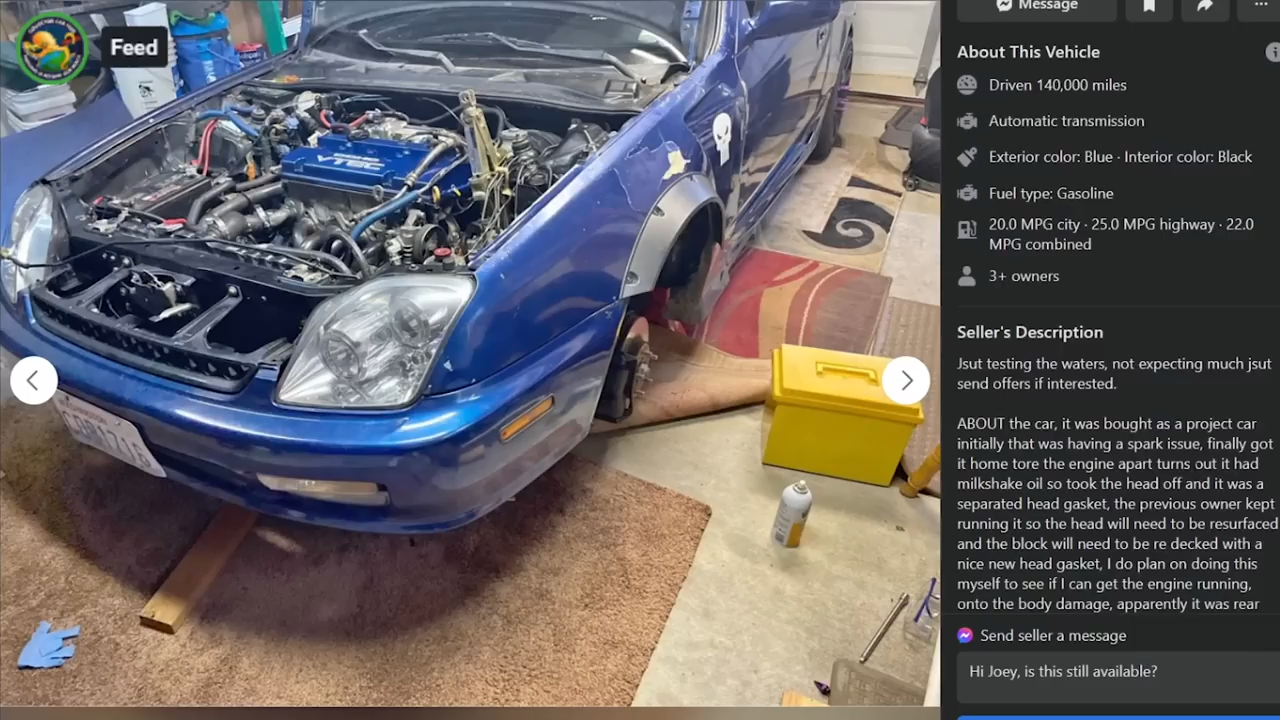 Feed
VTEC
Message
About This Vehicle
Driven 140,000 miles
Automatic transmission
Exterior color: Blue · Interior color: Black
Fuel type: Gasoline
20.0 MPG city · 25.0 MPG highway · 22.0
MPG combined
3+ owners
Seller's Description
Jsut testing the waters, not expecting much jsut
send offers if interested.
ABOUT the car, it was bought as a project car
initially that was having a spark issue, finally got
it home tore the engine apart turns out it had
milkshake oil so took the head off and it was a
separated head gasket, the previous owner kept
running it so the head will need to be resurfaced
and the block will need to be re decked with a
nice new head gasket, I do plan on doing this
myself to see if I can get the engine running,
onto the body damage, apparently it was rear
Send seller a message
Hi Joey, is this still available?